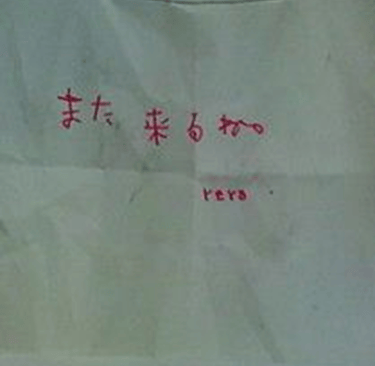 また 来るね。
rero